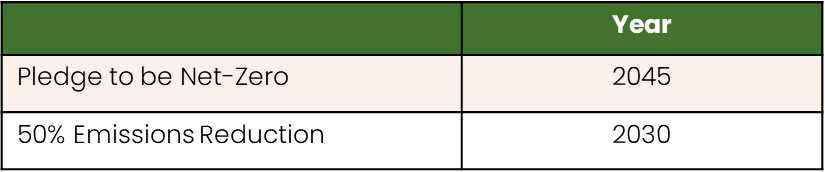 Year
Pledge to be Net-Zero 2045
50% Emissions Reduction 2030